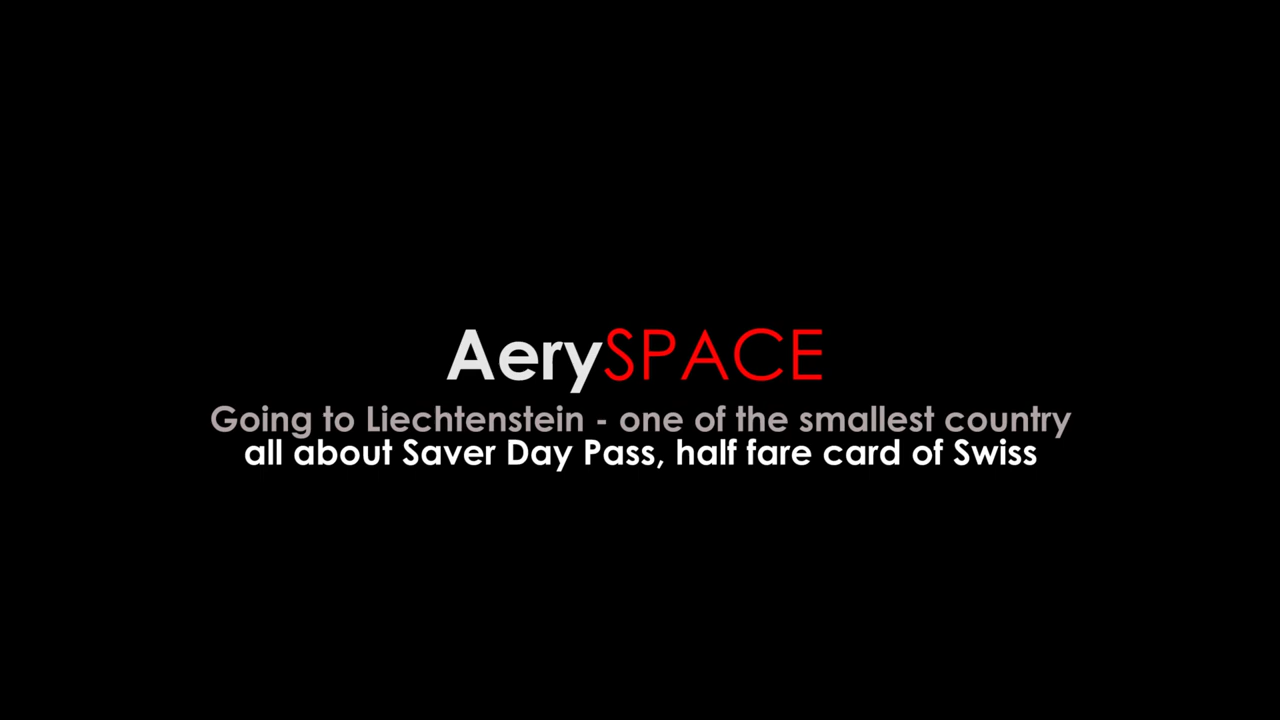 AerySPACE
Going to Liechtenstein - one of the smallest country
all about Saver Day Pass, half fare card of Swiss